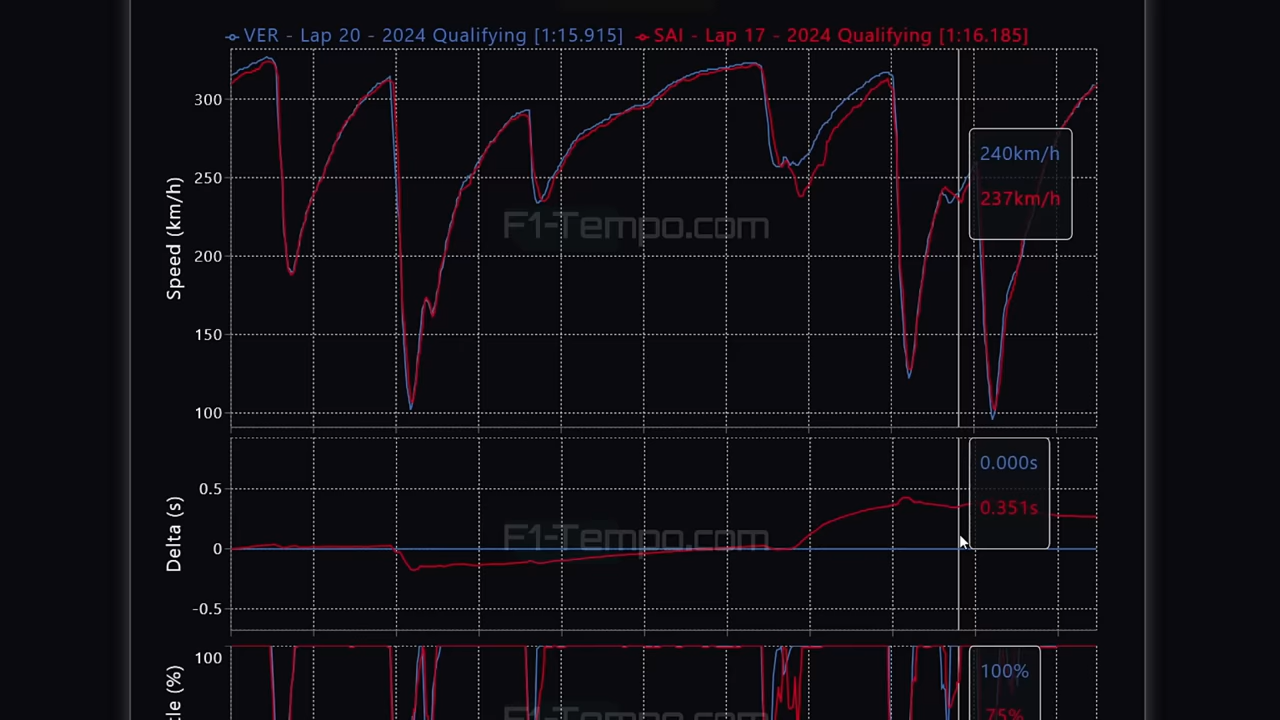 VER - Lap 20 - 2024 Qualifying [1:15.915] SAI - Lap 17 - 2024 Qualifying [1:16.185]
300
250
200
150
100
Speed (km/h)
240km/h
237km/h
F1-Tempo.com
0.5
0
-0.5
Delta (s)
0.000s
0.351s
F1-Tempo.com
100
tle (%)
100%
75%
F1-Tempo.com